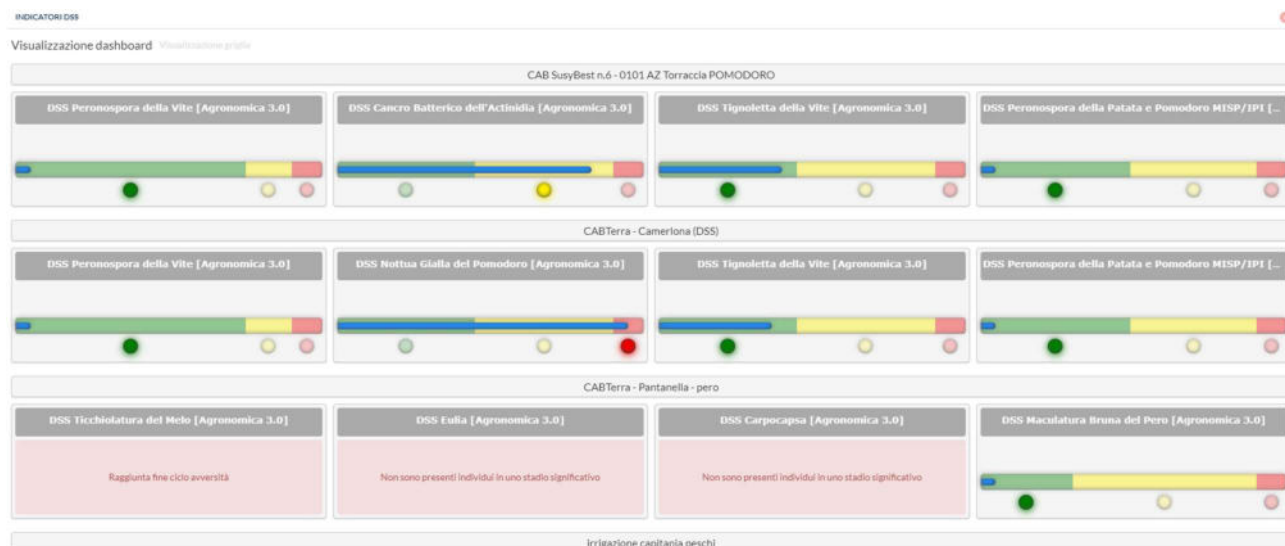 INDICATORI DSS
Visualizzazione dashboard Visualizzazione griglia
CAB SusyBest n.6 - 0101 AZ Torraccia POMODORO
DSS Peronospora della Vite [Agronomica 3.0]
DSS Cancro Batterico dell'Actinidia [Agronomica 3.0]
DSS Tignoletta della Vite [Agronomica 3.0]
DSS Peronospora della Patata e Pomodoro MISP/IPI [...
CABTerra - Camerlona (DSS)
DSS Peronospora della Vite [Agronomica 3.0]
DSS Nottua Gialla del Pomodoro [Agronomica 3.0]
DSS Tignoletta della Vite [Agronomica 3.0]
DSS Peronospora della Patata e Pomodoro MISP/IPI [...
CABTerra - Pantanella - pero
DSS Ticchiolatura del Melo [Agronomica 3.0]
DSS Eulia [Agronomica 3.0]
DSS Carpocapsa [Agronomica 3.0]
DSS Maculatura Bruna del Pero [Agronomica 3.0]
Raggiunta fine ciclo avversità
Non sono presenti individui in uno stadio significativo
Non sono presenti individui in uno stadio significativo
Irrigazione capitania peschi